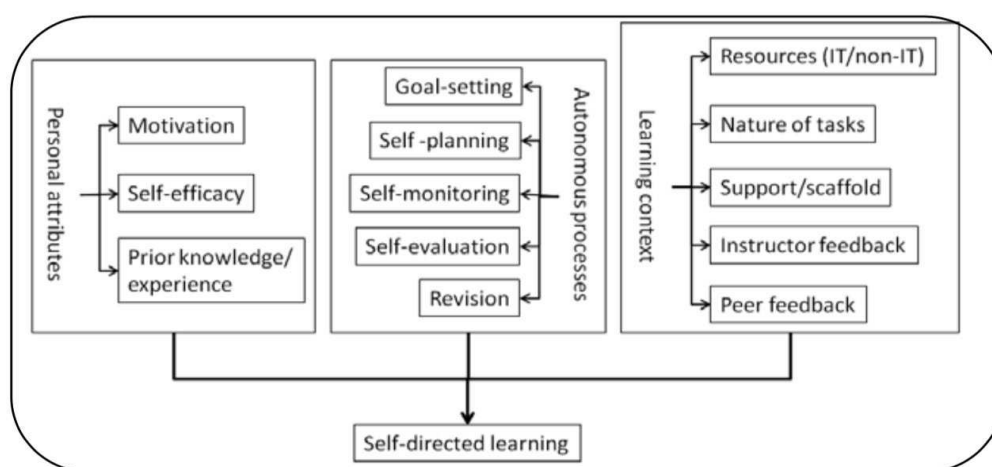 Personal attributes
Motivation
Self-efficacy
Prior knowledge/
experience
Goal-setting
Self -planning
Self-monitoring
Self-evaluation
Revision
Autonomous processes
Learning context
Resources (IT/non-IT)
Nature of tasks
Support/scaffold
Instructor feedback
Peer feedback
Self-directed learning